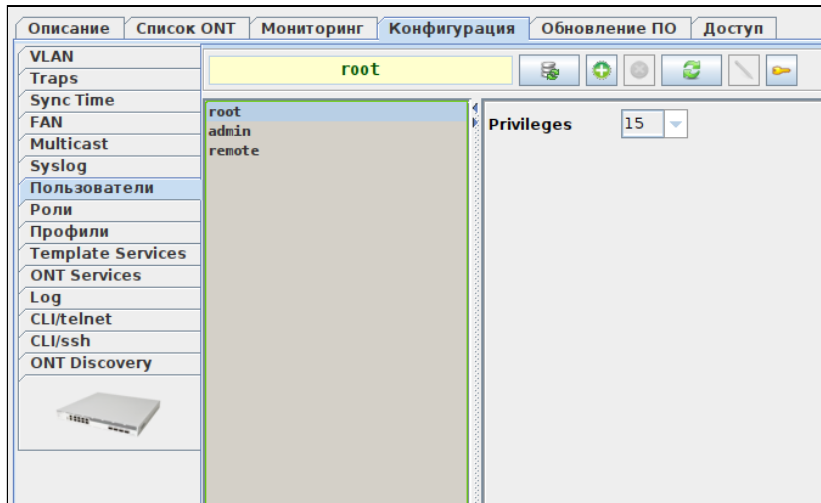 Описание Список ONT Мониторинг Конфигурация Обновление ПО Доступ
VLAN
Traps
Sync Time
FAN
Multicast
Syslog
Пользователи
Роли
Профили
Template Services
ONT Services
Log
CLI/telnet
CLI/ssh
ONT Discovery
root
root
admin
remote
Privileges 15